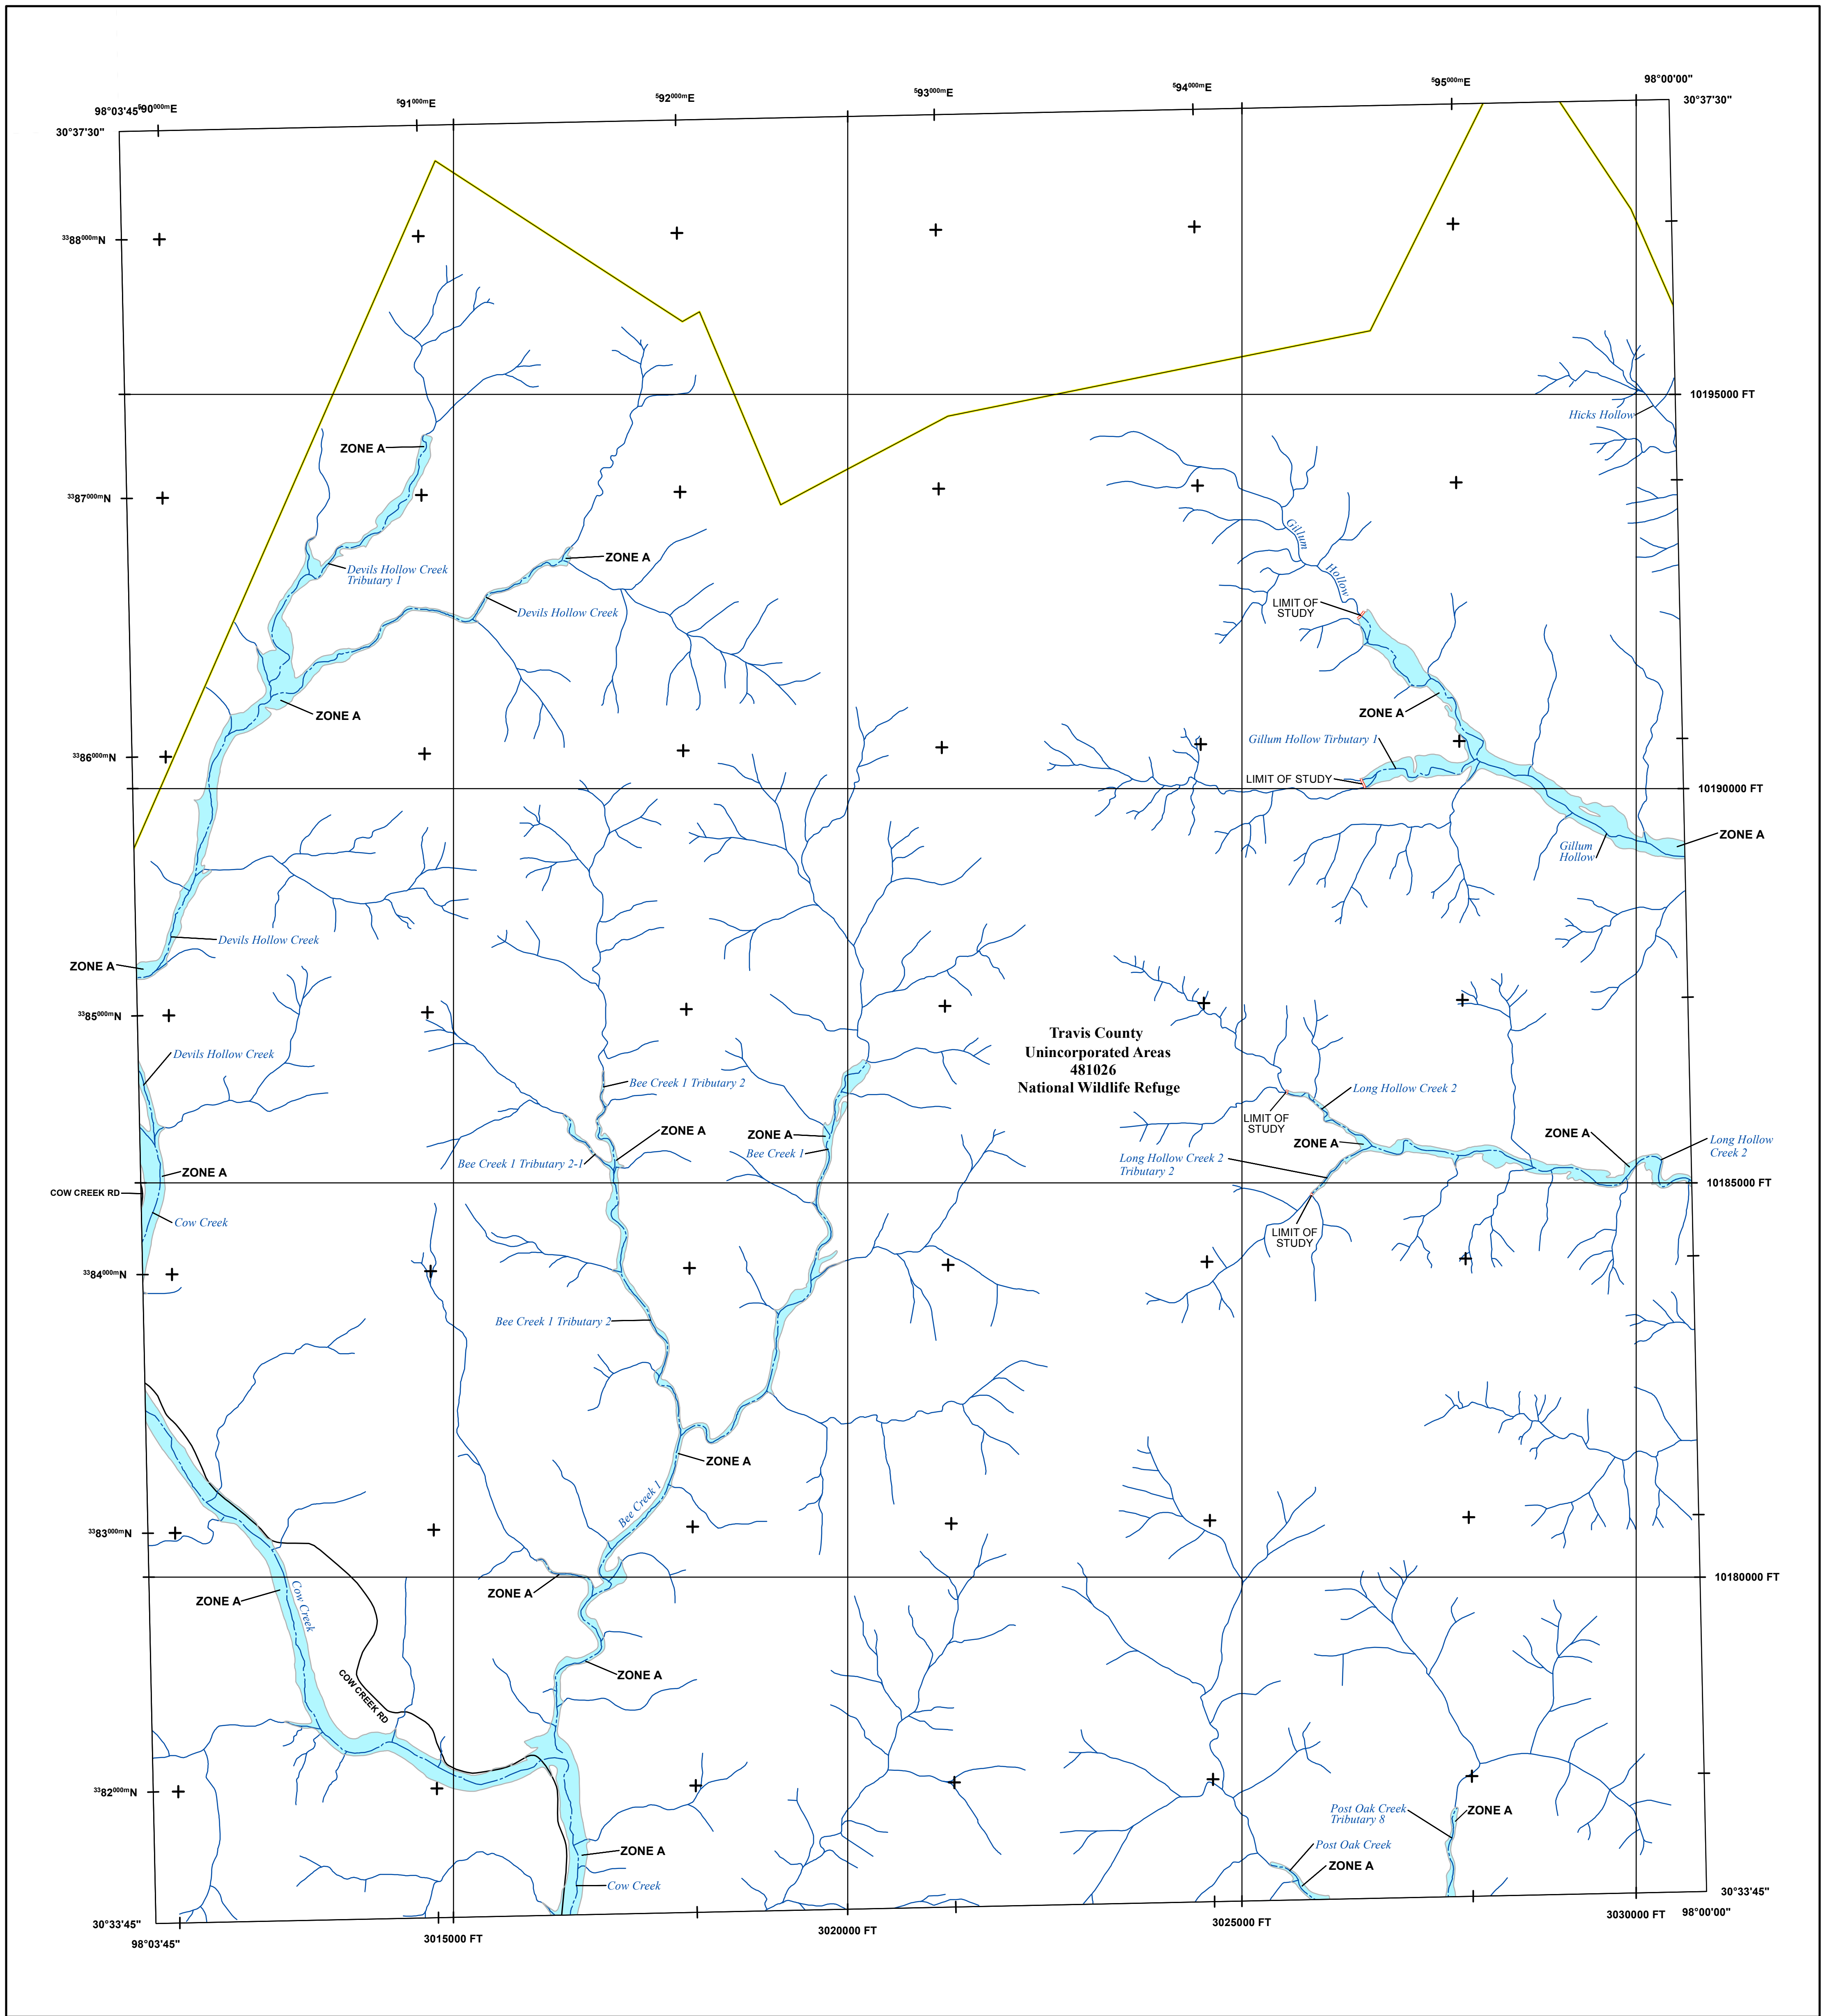 98°03'45"
590000mE
591000mE
592000mE
593000mE
594000mE
595000mE
98°00'00"
30°37'30"
30°37'30"
3388000mN
10195000 FT
Hicks Hollow
ZONE A
3387000mN
Gillum
Hollow
ZONE A
Devils Hollow Creek
Tributary 1
Devils Hollow Creek
LIMIT OF
STUDY
ZONE A
ZONE A
Gillum Hollow Tirbutary 1
3386000mN
LIMIT OF STUDY
10190000 FT
ZONE A
Gillum
Hollow
Devils Hollow Creek
ZONE A
3385000mN
Travis County
Unincorporated Areas
481026
National Wildlife Refuge
Devils Hollow Creek
Bee Creek 1 Tributary 2
Long Hollow Creek 2
LIMIT OF
STUDY
ZONE A
ZONE A
Bee Creek 1
ZONE A
ZONE A
Long Hollow
Creek 2
Bee Creek 1 Tributary 2-1
Long Hollow Creek 2
Tributary 2
ZONE A
COW CREEK RD
10185000 FT
Cow Creek
LIMIT OF
STUDY
3384000mN
Bee Creek 1 Tributary 2
ZONE A
Bee Creek 1
3383000mN
10180000 FT
ZONE A
ZONE A
Cow Creek
ZONE A
COW CREEK RD
3382000mN
Post Oak Creek
Tributary 8
ZONE A
Post Oak Creek
ZONE A
ZONE A
Cow Creek
30°33'45"
30°33'45"
98°03'45"
3015000 FT
3020000 FT
3025000 FT
3030000 FT
98°00'00"